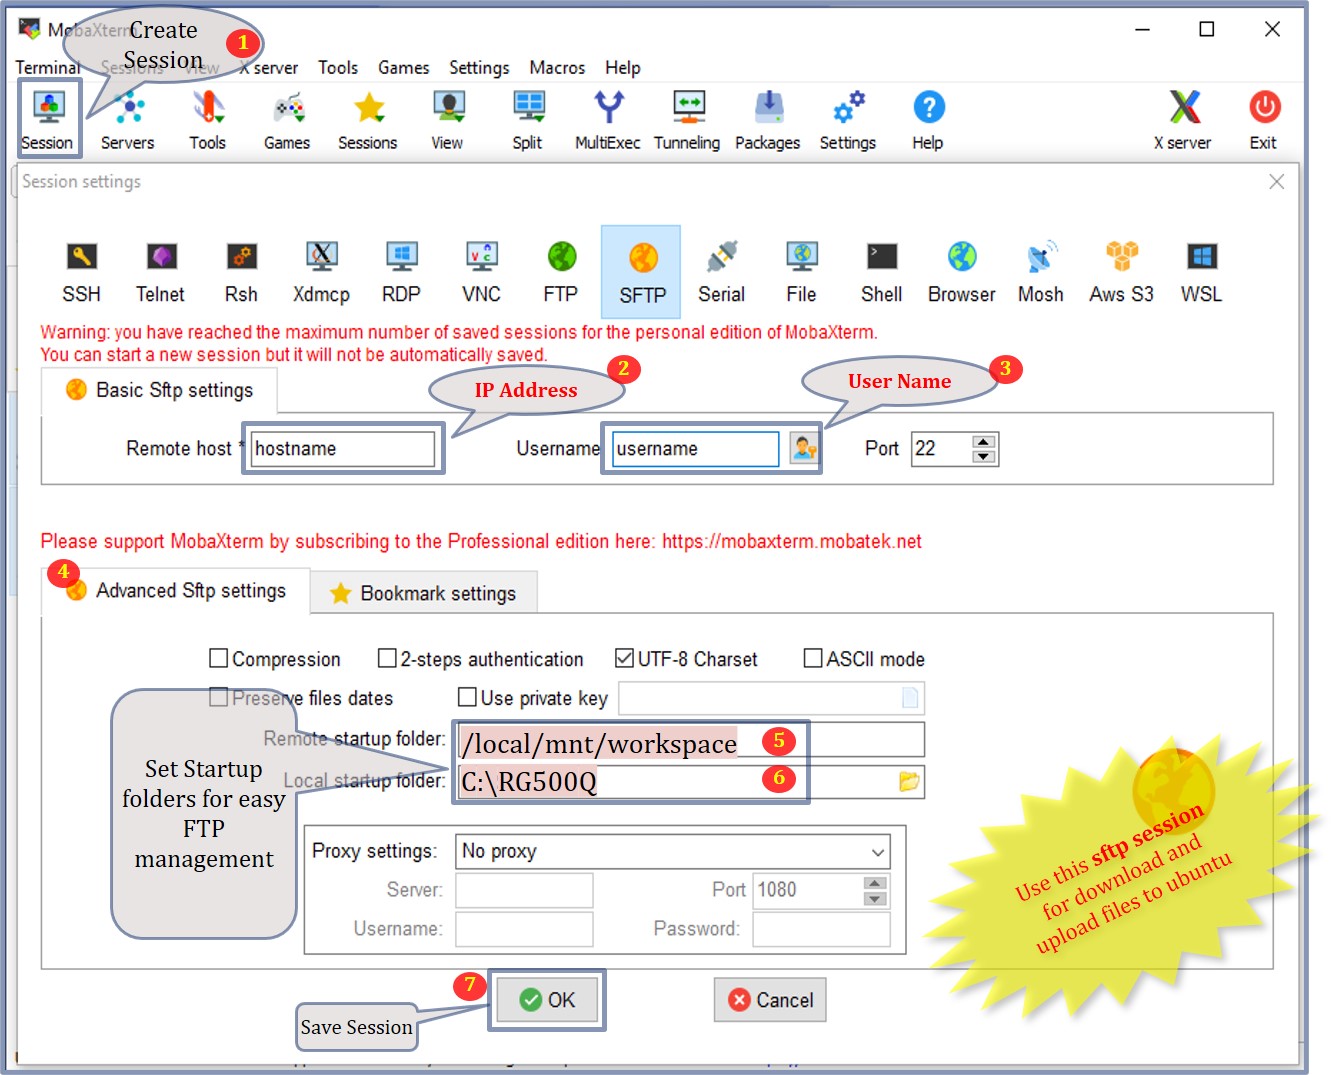 MobaXterm
Create
Session
1
Terminal Sessions View X server Tools Games Settings Macros Help
Session Servers Tools Games Sessions View Split MultiExec Tunneling Packages Settings Help X server Exit
Session settings
SSH Telnet Rsh Xdmcp RDP VNC FTP SFTP Serial File Shell Browser Mosh Aws S3 WSL
Warning: you have reached the maximum number of saved sessions for the personal edition of MobaXterm.
You can start a new session but it will not be automatically saved.
Basic Sftp settings
IP Address
2
User Name
3
Remote host * hostname Username username Port 22
Please support MobaXterm by subscribing to the Professional edition here: https://mobaxterm.mobatek.net
4
Advanced Sftp settings Bookmark settings
Compression 2-steps authentication UTF-8 Charset ASCII mode
Preserve files dates Use private key
Remote startup folder: /local/mnt/workspace 5
Local startup folder: C:\RG500Q 6
Set Startup
folders for easy
FTP
management
Proxy settings: No proxy
Server: Port 1080
Username: Password:
Use this sftp session
for download and
upload files to ubuntu
7
OK Cancel
Save Session